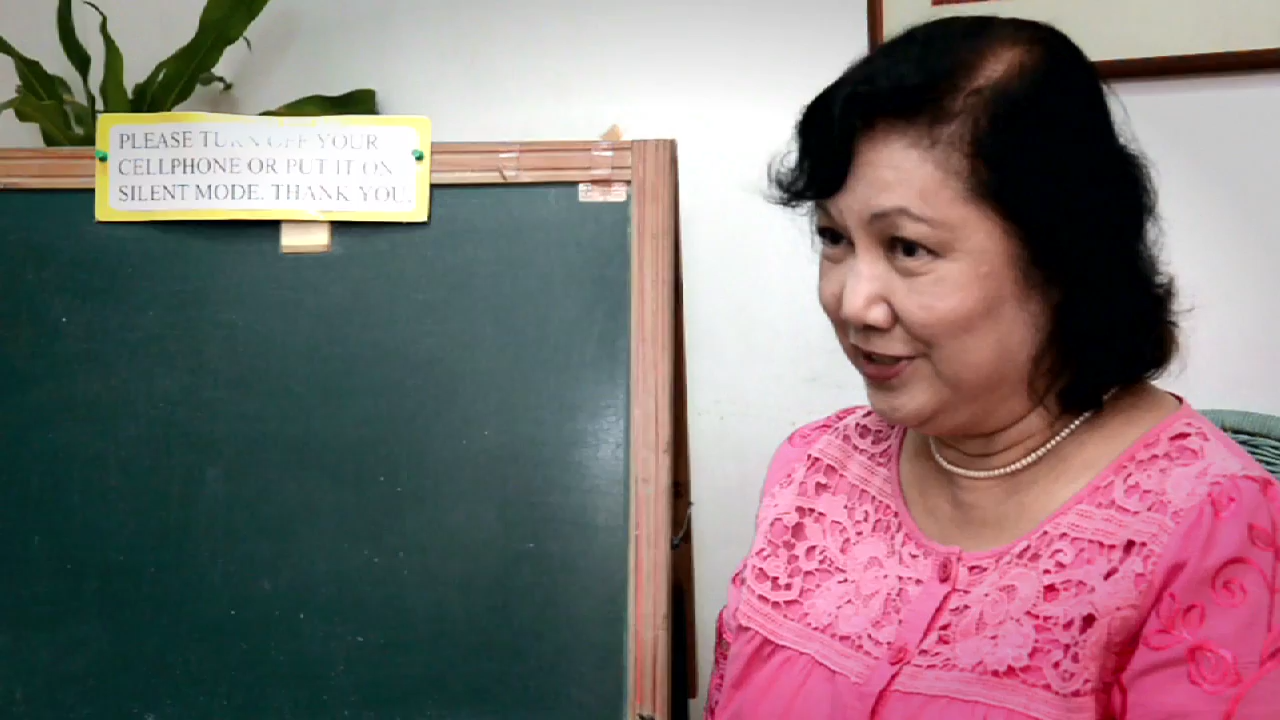 PLEASE TURN OFF YOUR
CELLPHONE OR PUT IT ON
SILENT MODE. THANK YOU.